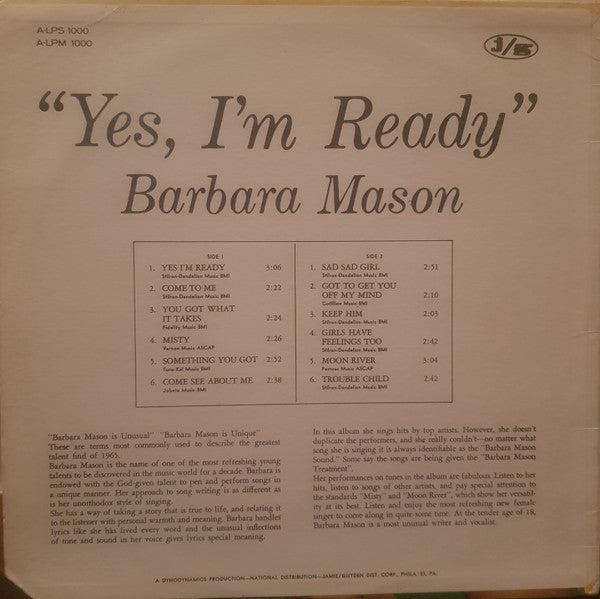 A-LPS 1000
A-LPM 1000
J/G
“Yes, I'm Ready”
Barbara Mason
SIDE 1
1. YES I'M READY 3:06
Stilran-Dandelion Music BMI
2. COME TO ME 2:22
Stilran-Dandelion Music BMI
3. YOU GOT WHAT
IT TAKES 2:24
Fidelity Music BMI
4. MISTY 2:26
Vernon Music ASCAP
5. SOMETHING YOU GOT 2:52
Tune-Kel Music BMI
6. COME SEE ABOUT ME 2:38
Jobete Music BMI
SIDE 2
1. SAD SAD GIRL 2:51
Stilran-Dandelion Music BMI
2. GOT TO GET YOU
OFF MY MIND 2:10
Cotillion Music BMI
3. KEEP HIM 2:03
Stilran-Dandelion Music BMI
4. GIRLS HAVE
FEELINGS TOO 2:42
Stilran-Dandelion Music BMI
5. MOON RIVER 3:04
Famous Music ASCAP
6. TROUBLE CHILD 2:42
Stilran-Dandelion Music BMI
"Barbara Mason is Unusual" "Barbara Mason is Unique"
These are terms most commonly used to describe the greatest
talent find of 1965.
Barbara Mason is the name of one of the most refreshing young
talents to be discovered in the music world for a decade. Barbara is
endowed with the God-given talent to pen and perform songs in
a unique manner. Her approach to song writing is as different as
is her unorthodox style of singing.
She has a way of taking a story that is true to life, and relating it
to the listener with personal warmth and meaning. Barbara handles
lyrics like she has lived every word and the unusual inflections
of tone and sound in her voice gives lyrics special meaning.
In this album she sings hits by top artists. However, she doesn't
duplicate the performers, and she really couldn't—no matter what
song she is singing it is always identifiable as the "Barbara Mason
Sound." Some say the songs are being given the "Barbara Mason
Treatment".
Her performances on tunes in the album are fabulous. Listen to her
hits, listen to songs of other artists, and pay special attention to
the standards "Misty" and "Moon River", which show her versatil-
ity at its best. Listen and enjoy the most refreshing new female
singer to come along in quite some time. At the tender age of 18,
Barbara Mason is a most unusual writer and vocalist.
A DYNODYNAMICS PRODUCTION—NATIONAL DISTRIBUTION—JAMIE/GUYDEN DIST. CORP., PHILA. 23, PA.